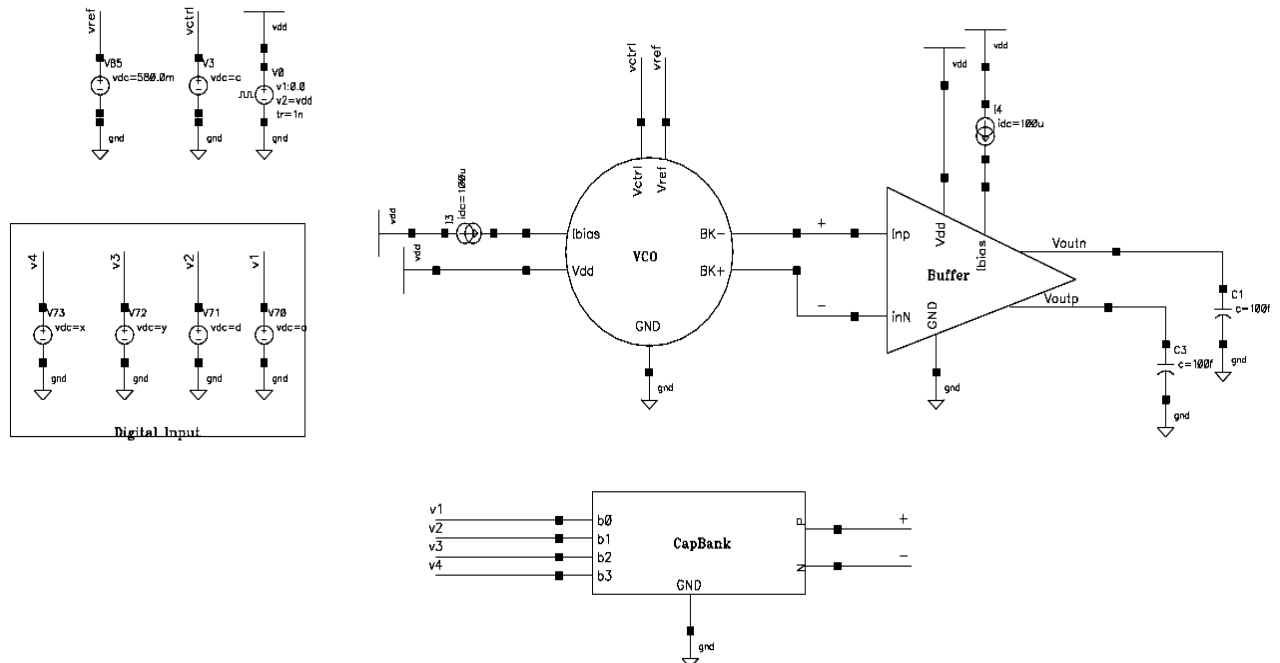 vref
vctrl
vdd
V85
vdc=580.0m
gnd
V3
vdc=c
gnd
V0
v1:0.0
v2=vdd
tr=1n
gnd
v4
v3
v2
v1
V73
vdc=x
gnd
V72
vdc=y
gnd
V71
vdc=d
gnd
V70
vdc=a
gnd
Digital Input
vctrl
vref
Vctrl
Vref
vdd
I3
idc=100u
Ibias
vdd
Vdd
VCO
BK-
BK+
GND
gnd
+
−
vdd
vdd
I4
idc=100u
Inp
inN
Vdd
Ibias
Buffer
GND
gnd
Voutn
Voutp
C1
c=100f
gnd
C3
c=100f
gnd
v1
v2
v3
v4
b0
b1
b2
b3
CapBank
GND
gnd
P
N
+
−